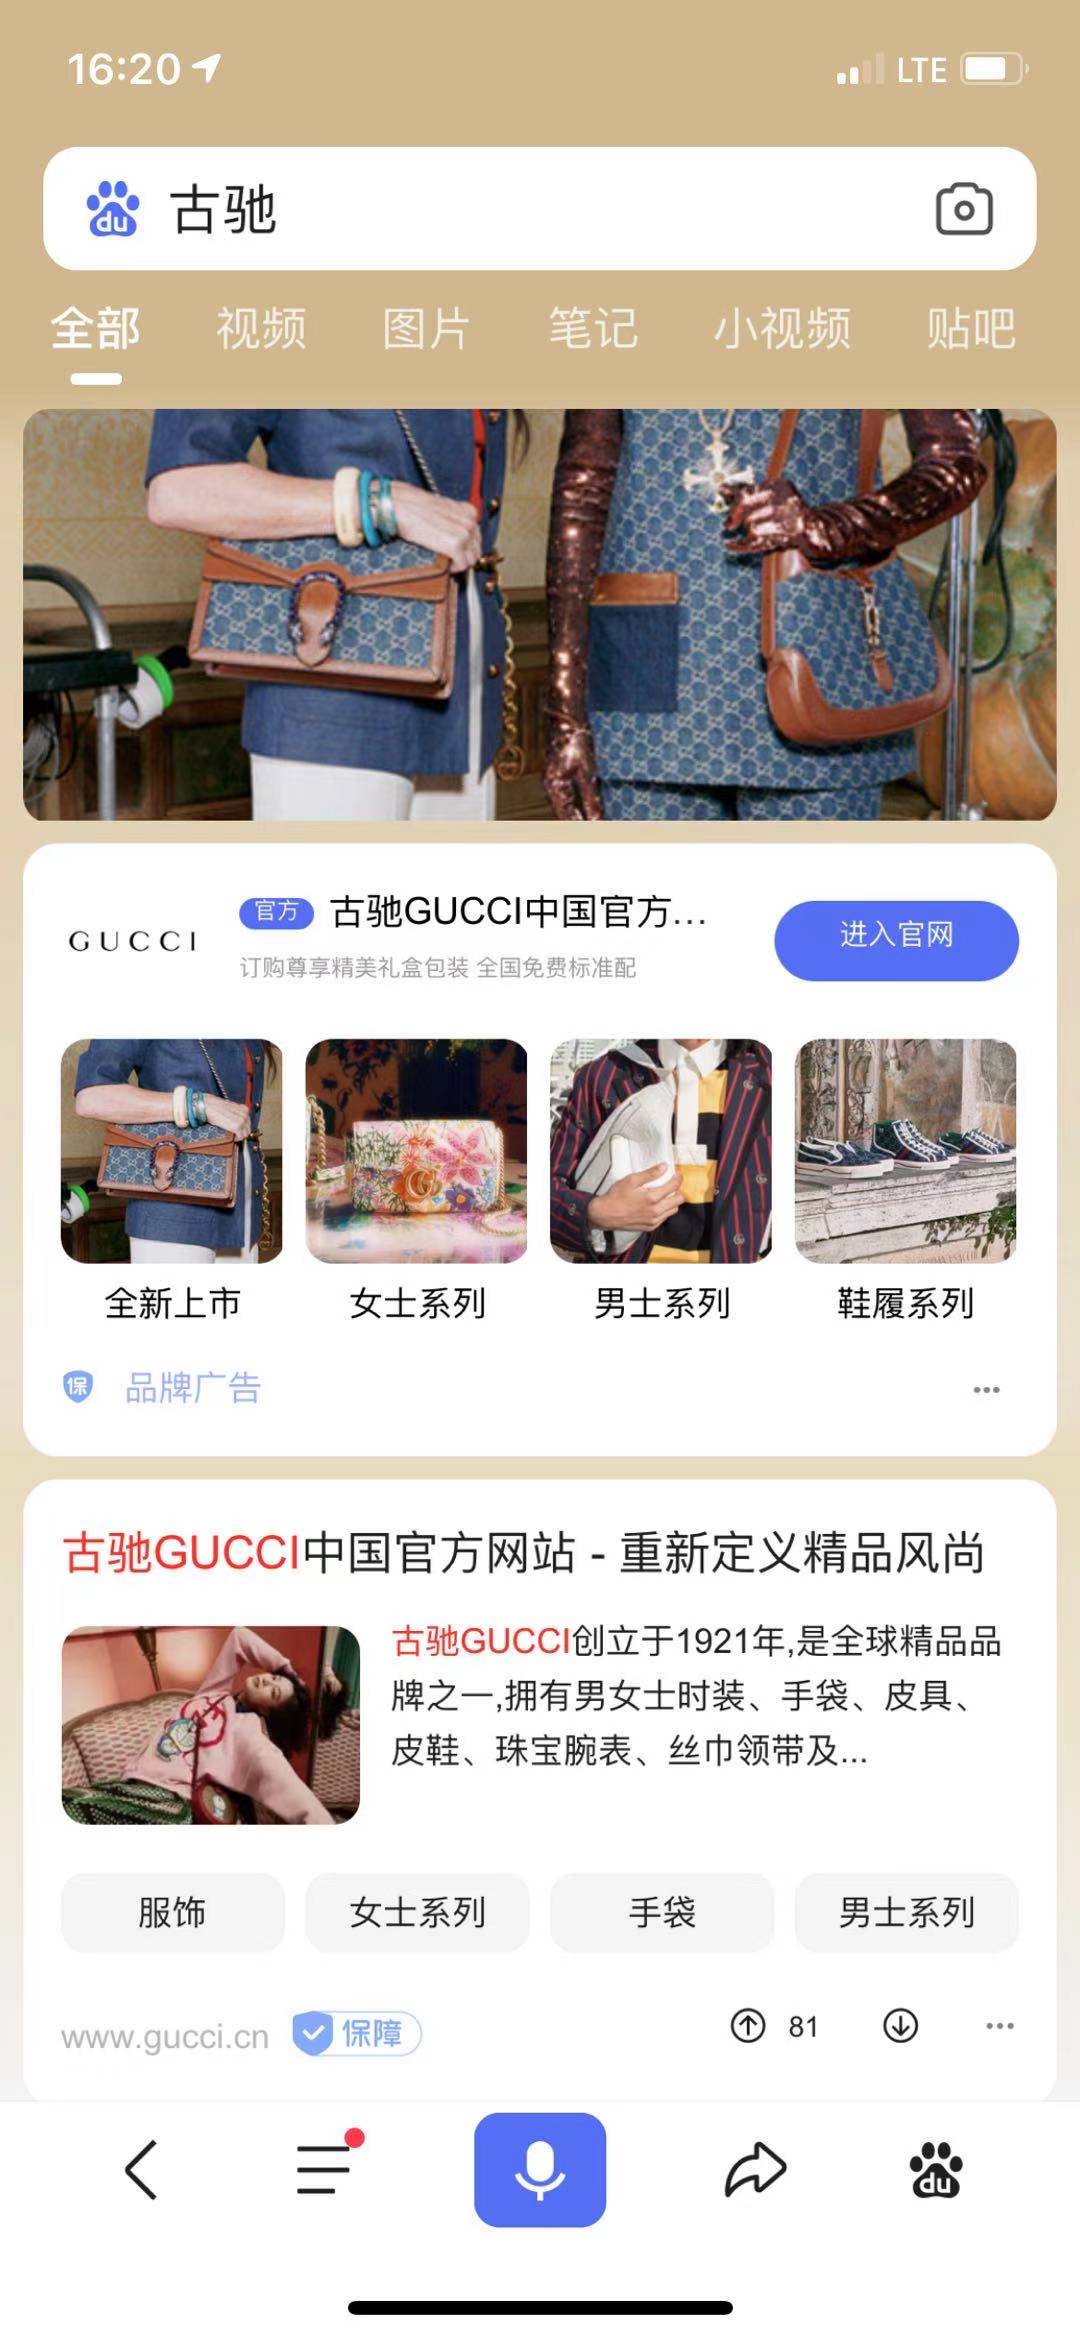 16:20
LTE
du 古驰
全部 视频 图片 笔记 小视频 贴吧
GUCCI
官方 古驰GUCCI中国官方...
订购尊享精美礼盒包装 全国免费标准配
进入官网
全新上市 女士系列 男士系列 鞋履系列
保 品牌广告
古驰GUCCI中国官方网站 - 重新定义精品风尚
古驰GUCCI创立于1921年,是全球精品品
牌之一,拥有男女士时装、手袋、皮具、
皮鞋、珠宝腕表、丝巾领带及...
服饰 女士系列 手袋 男士系列
www.gucci.cn 保障 81
du